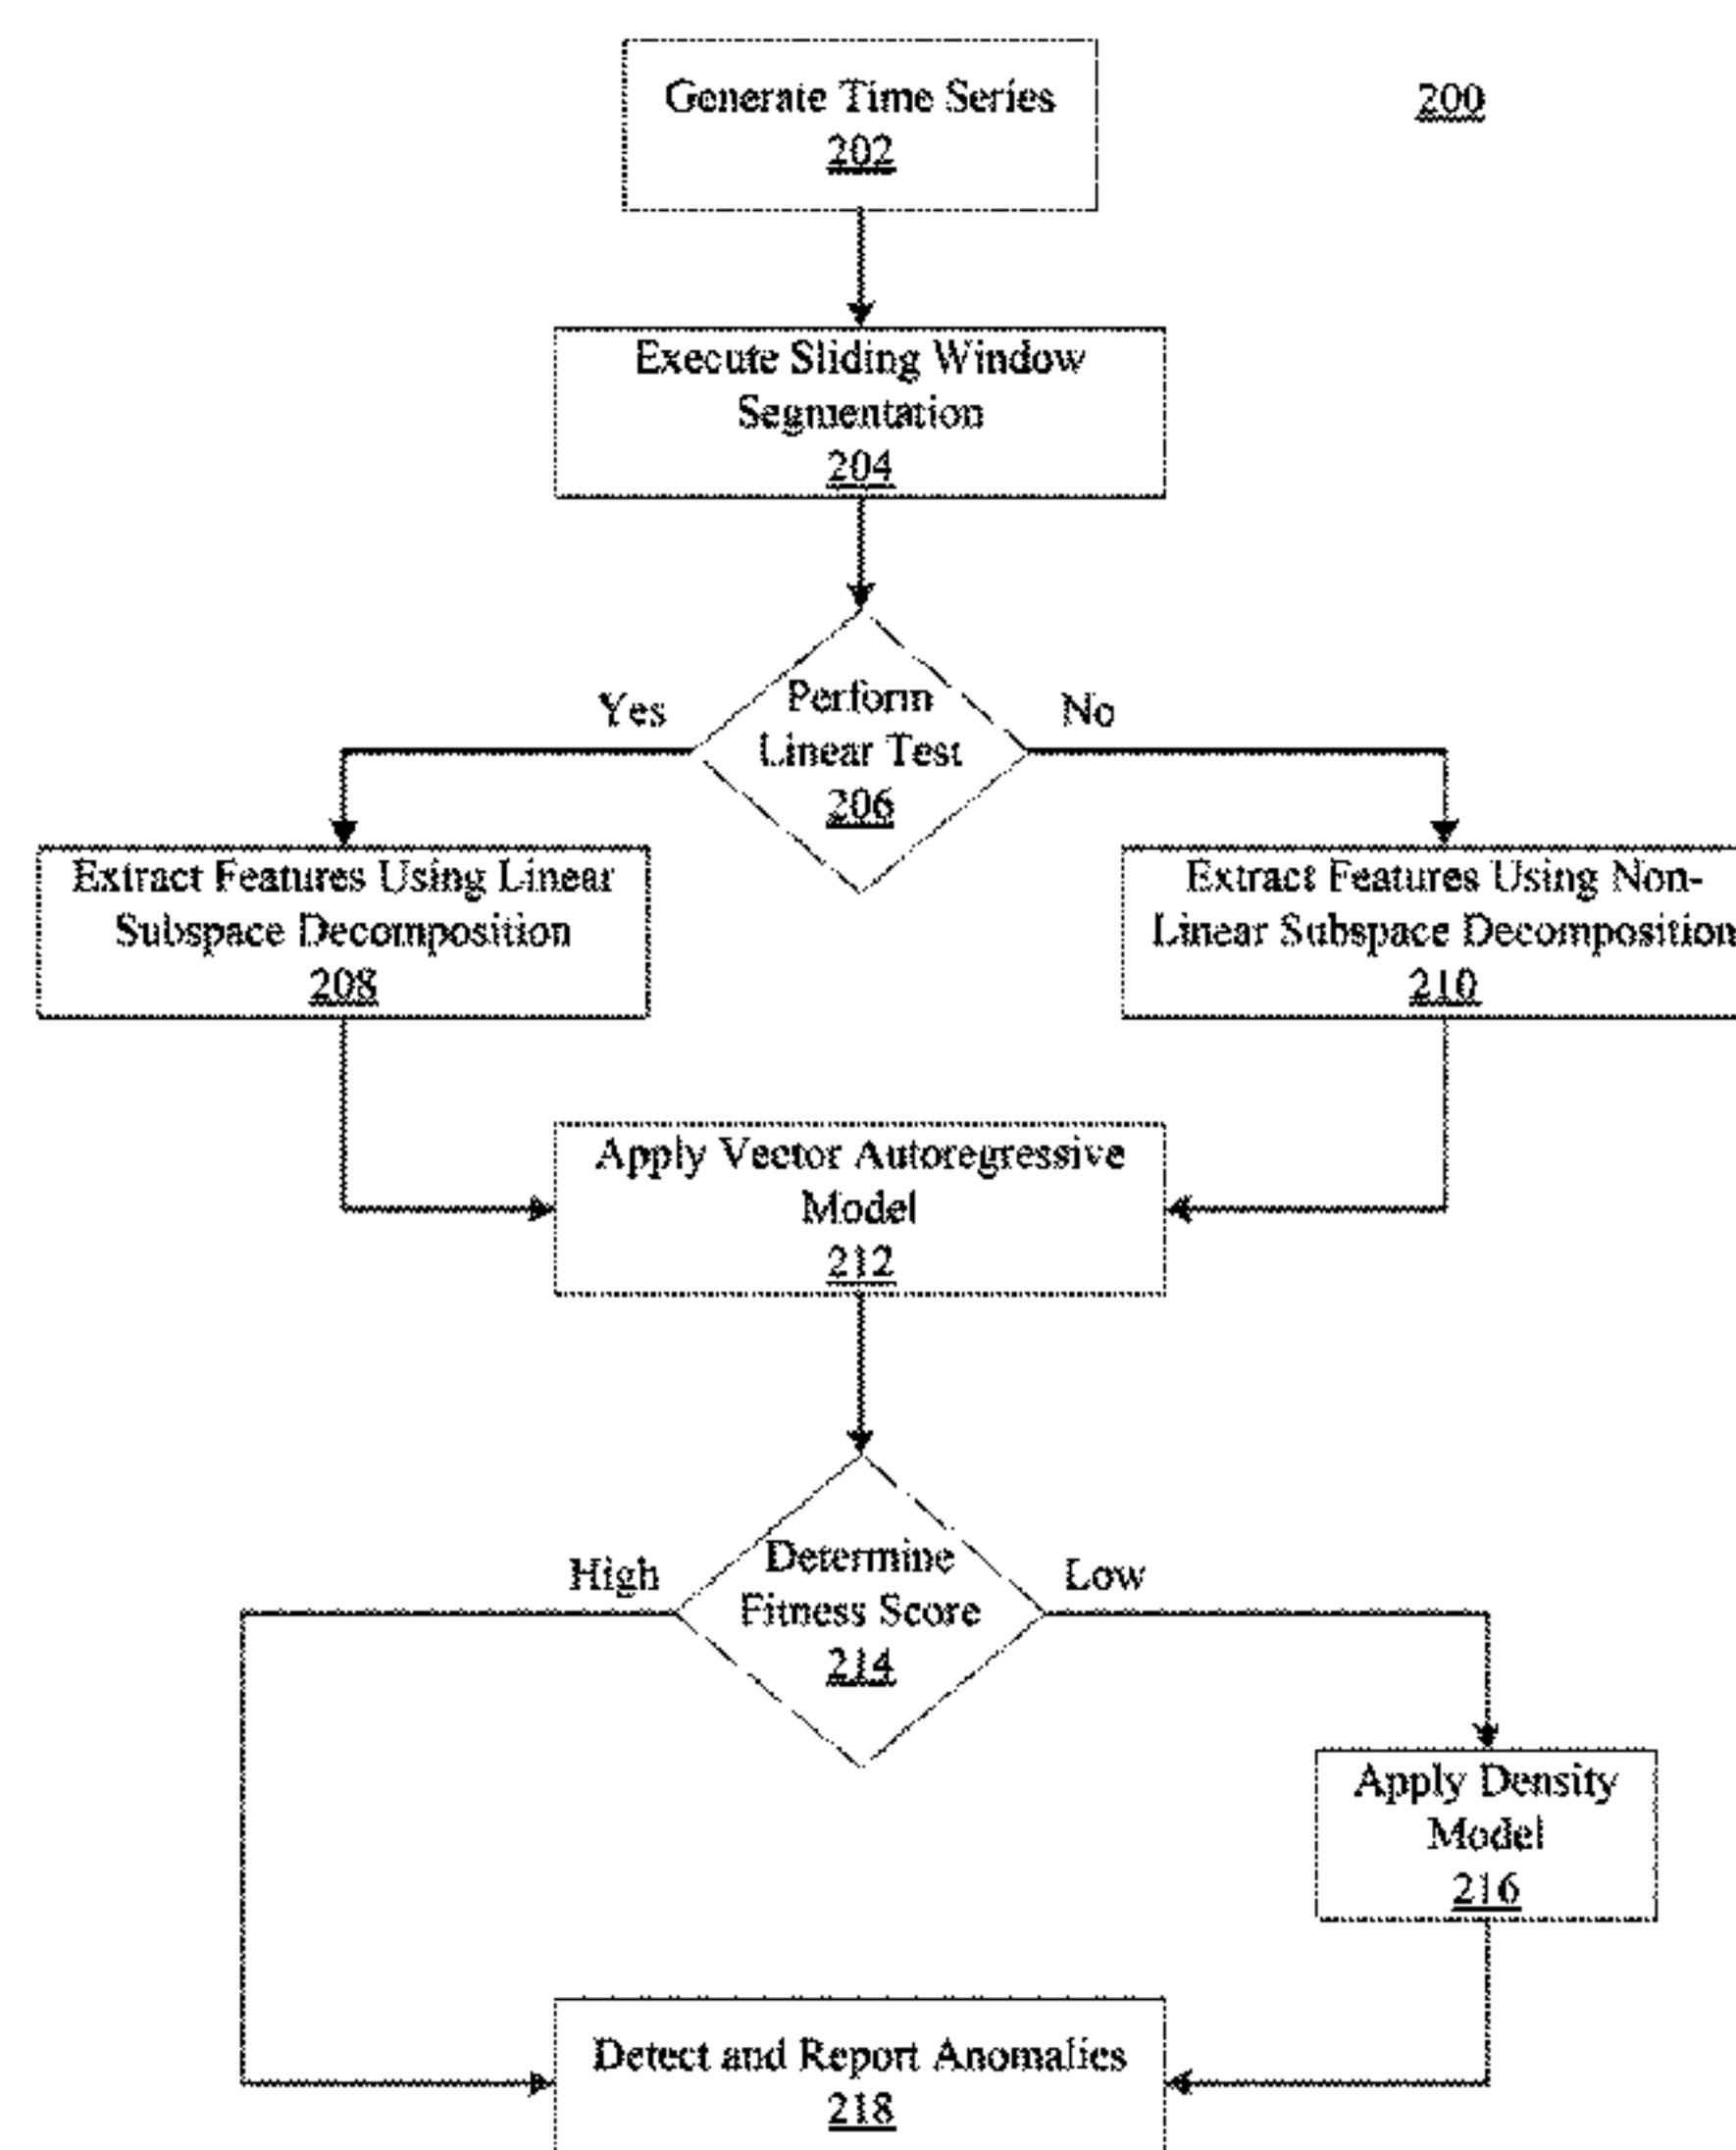 Generate Time Series
202
200
Execute Sliding Window
Segmentation
204
Yes
Perform
Linear Test
206
No
Extract Features Using Linear
Subspace Decomposition
208
Extract Features Using Non-
Linear Subspace Decomposition
210
Apply Vector Autoregressive
Model
212
High
Determine
Fitness Score
214
Low
Apply Density
Model
216
Detect and Report Anomalies
218